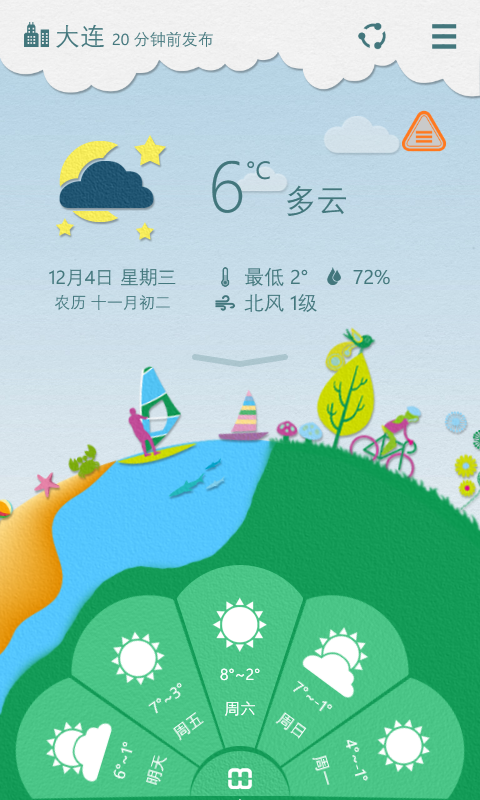 大连 20 分钟前发布
6°C
多云
12月4日 星期三
农历 十一月初二
最低 2° 72%
北风 1级
6°~1°
明天
7°~3°
周五
8°~2°
周六
7°~-1°
周日
4°~-1°
周一